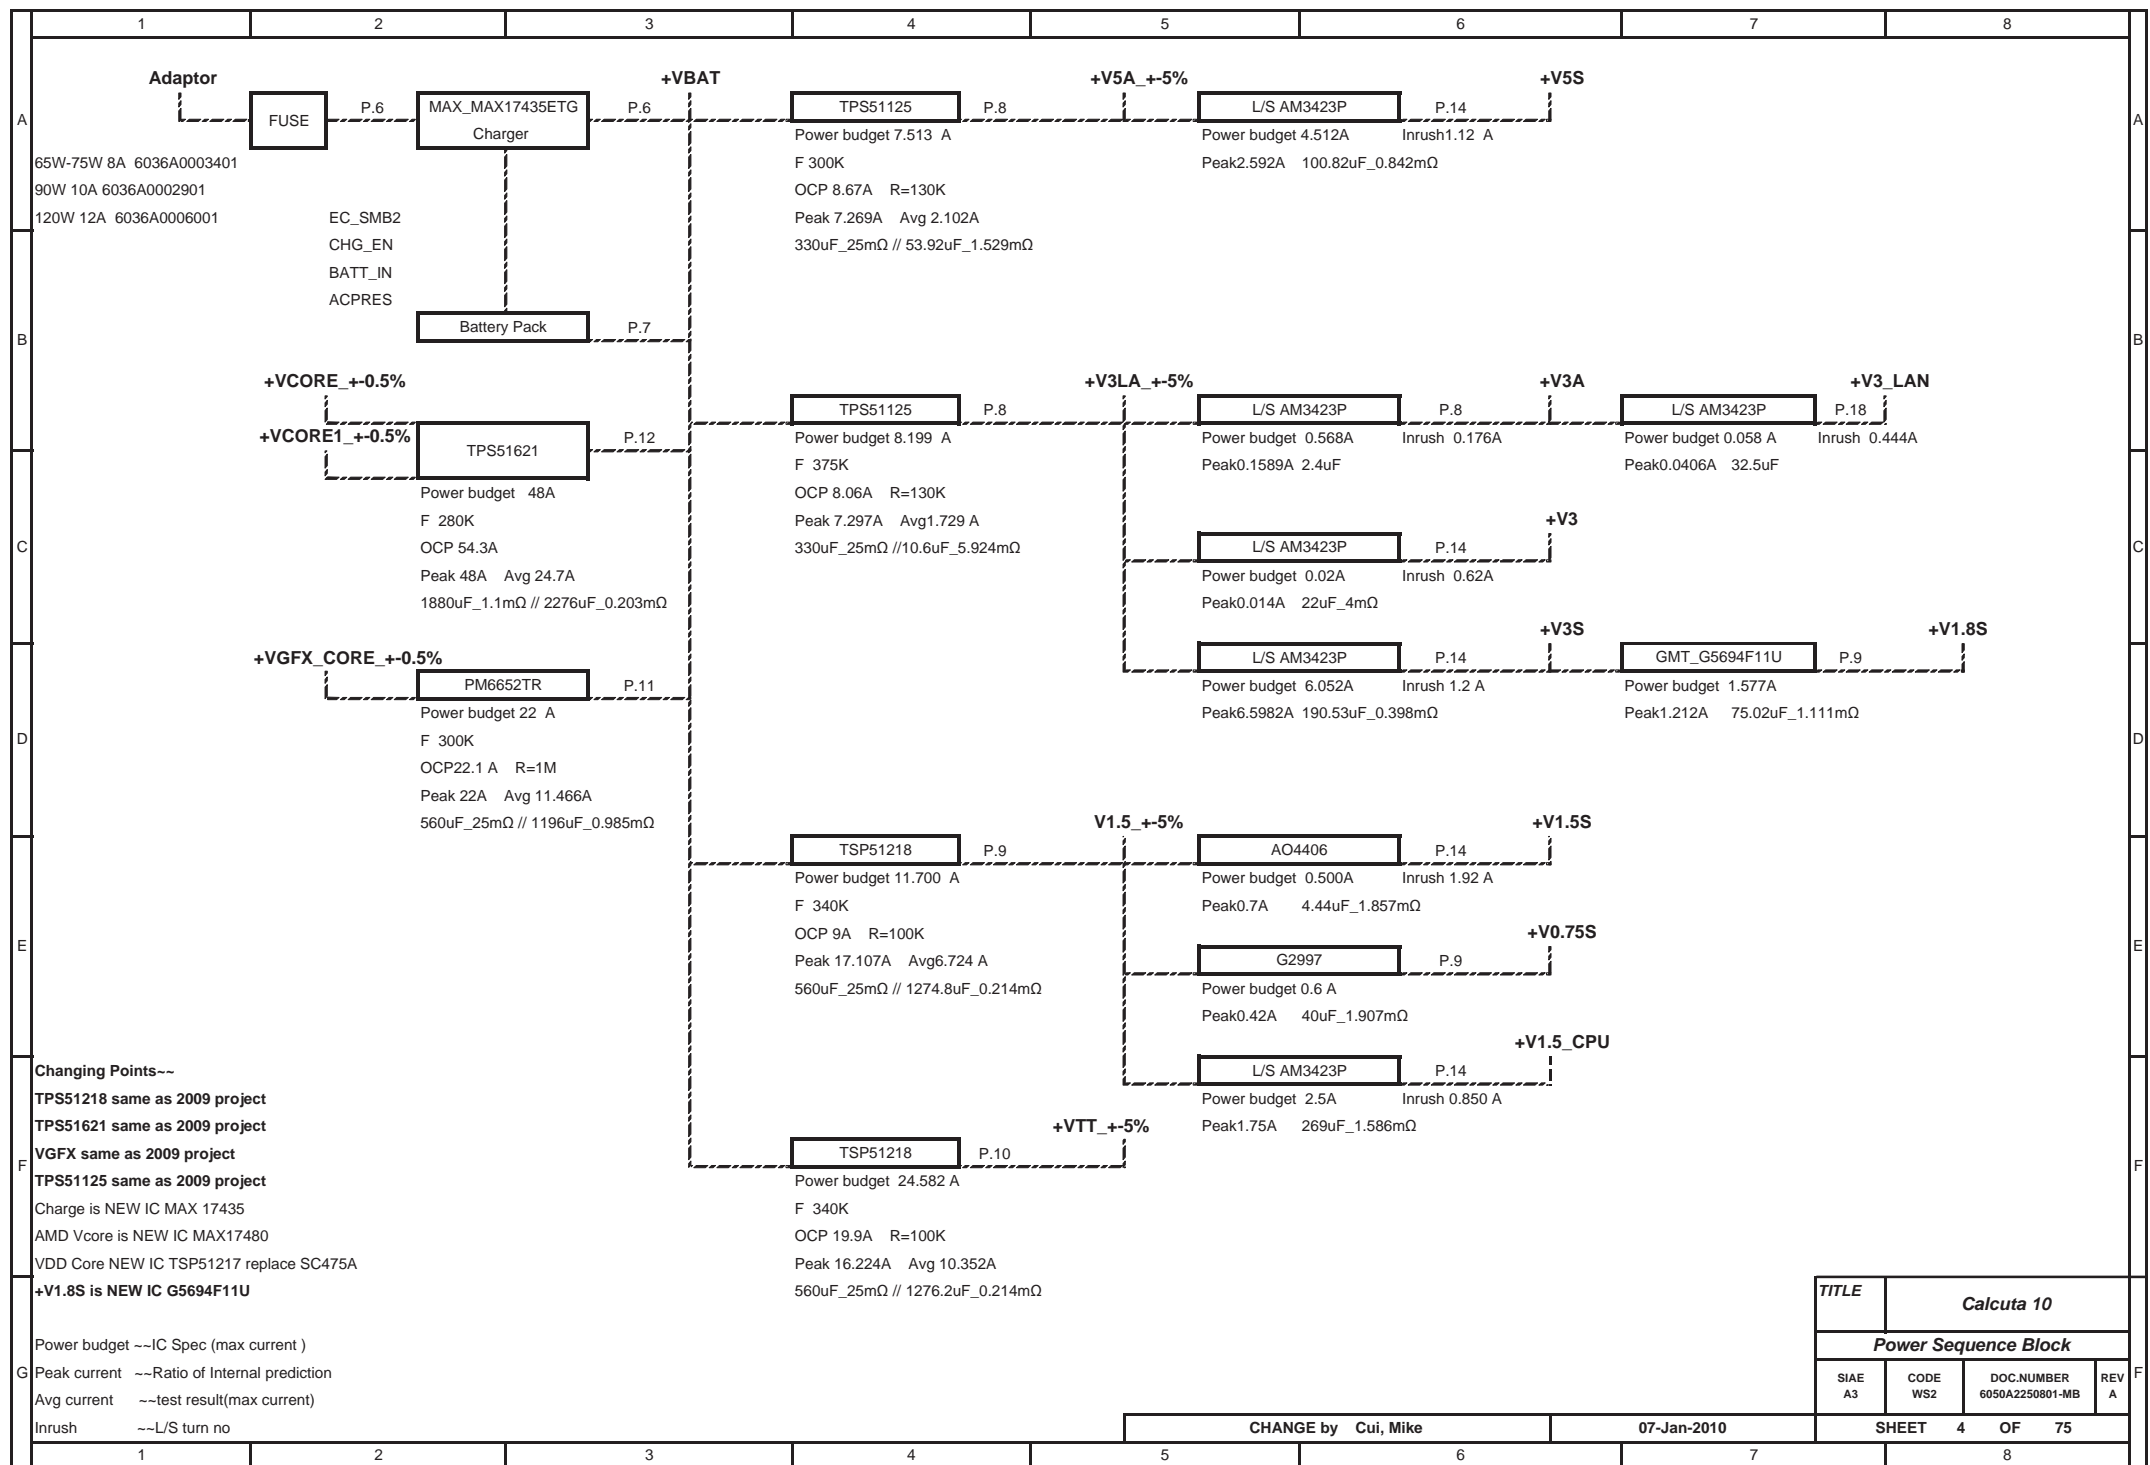 1 2 3 4 5 6 7 8
Adaptor
+VBAT
+V5A_+-5%
+V5S
A
FUSE
P.6
MAX_MAX17435ETG
Charger
P.6
TPS51125
P.8
L/S AM3423P
P.14
A
65W-75W 8A 6036A0003401
90W 10A 6036A0002901
120W 12A 6036A0006001
EC_SMB2
CHG_EN
BATT_IN
ACPRES
Power budget 7.513 A
F 300K
OCP 8.67A R=130K
Peak 7.269A Avg 2.102A
330uF_25mΩ // 53.92uF_1.529mΩ
Power budget 4.512A Inrush1.12 A
Peak2.592A 100.82uF_0.842mΩ
B
Battery Pack
P.7
B
+VCORE_+-0.5%
+VCORE1_+-0.5%
TPS51621
P.12
Power budget 48A
F 280K
OCP 54.3A
Peak 48A Avg 24.7A
1880uF_1.1mΩ // 2276uF_0.203mΩ
+V3LA_+-5%
+V3A
+V3_LAN
TPS51125
P.8
L/S AM3423P
P.8
L/S AM3423P
P.18
Power budget 8.199 A
F 375K
OCP 8.06A R=130K
Peak 7.297A Avg1.729 A
330uF_25mΩ //10.6uF_5.924mΩ
Power budget 0.568A Inrush 0.176A
Peak0.1589A 2.4uF
Power budget 0.058 A Inrush 0.444A
Peak0.0406A 32.5uF
C
+V3
L/S AM3423P
P.14
Power budget 0.02A Inrush 0.62A
Peak0.014A 22uF_4mΩ
C
+V3S
+V1.8S
L/S AM3423P
P.14
GMT_G5694F11U
P.9
Power budget 6.052A Inrush 1.2 A
Peak6.5982A 190.53uF_0.398mΩ
Power budget 1.577A
Peak1.212A 75.02uF_1.111mΩ
+VGFX_CORE_+-0.5%
PM6652TR
P.11
Power budget 22 A
F 300K
OCP22.1 A R=1M
Peak 22A Avg 11.466A
560uF_25mΩ // 1196uF_0.985mΩ
D
D
V1.5_+-5%
+V1.5S
TSP51218
P.9
AO4406
P.14
Power budget 11.700 A
F 340K
OCP 9A R=100K
Peak 17.107A Avg6.724 A
560uF_25mΩ // 1274.8uF_0.214mΩ
Power budget 0.500A Inrush 1.92 A
Peak0.7A 4.44uF_1.857mΩ
E
+V0.75S
G2997
P.9
Power budget 0.6 A
Peak0.42A 40uF_1.907mΩ
E
+V1.5_CPU
L/S AM3423P
P.14
Power budget 2.5A Inrush 0.850 A
Peak1.75A 269uF_1.586mΩ
+VTT_+-5%
TSP51218
P.10
Power budget 24.582 A
F 340K
OCP 19.9A R=100K
Peak 16.224A Avg 10.352A
560uF_25mΩ // 1276.2uF_0.214mΩ
Changing Points~~
TPS51218 same as 2009 project
TPS51621 same as 2009 project
VGFX same as 2009 project
F
TPS51125 same as 2009 project
F
Charge is NEW IC MAX 17435
AMD Vcore is NEW IC MAX17480
VDD Core NEW IC TSP51217 replace SC475A
+V1.8S is NEW IC G5694F11U
Power budget ~~IC Spec (max current )
G
Peak current ~~Ratio of Internal prediction
Avg current ~~test result(max current)
Inrush ~~L/S turn no
TITLE
Calcuta 10
Power Sequence Block
SIAE
A3
CODE
WS2
DOC.NUMBER
6050A2250801-MB
REV
A
F
CHANGE by Cui, Mike
07-Jan-2010
SHEET 4 OF 75
1 2 3 4 5 6 7 8